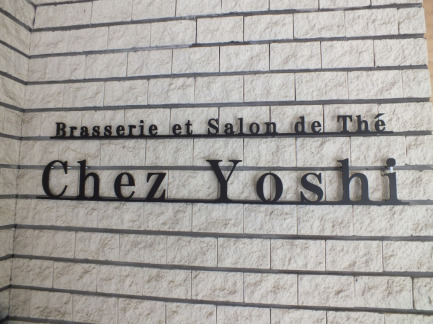 Brasserie et Salon de Thé
Chez Yoshi